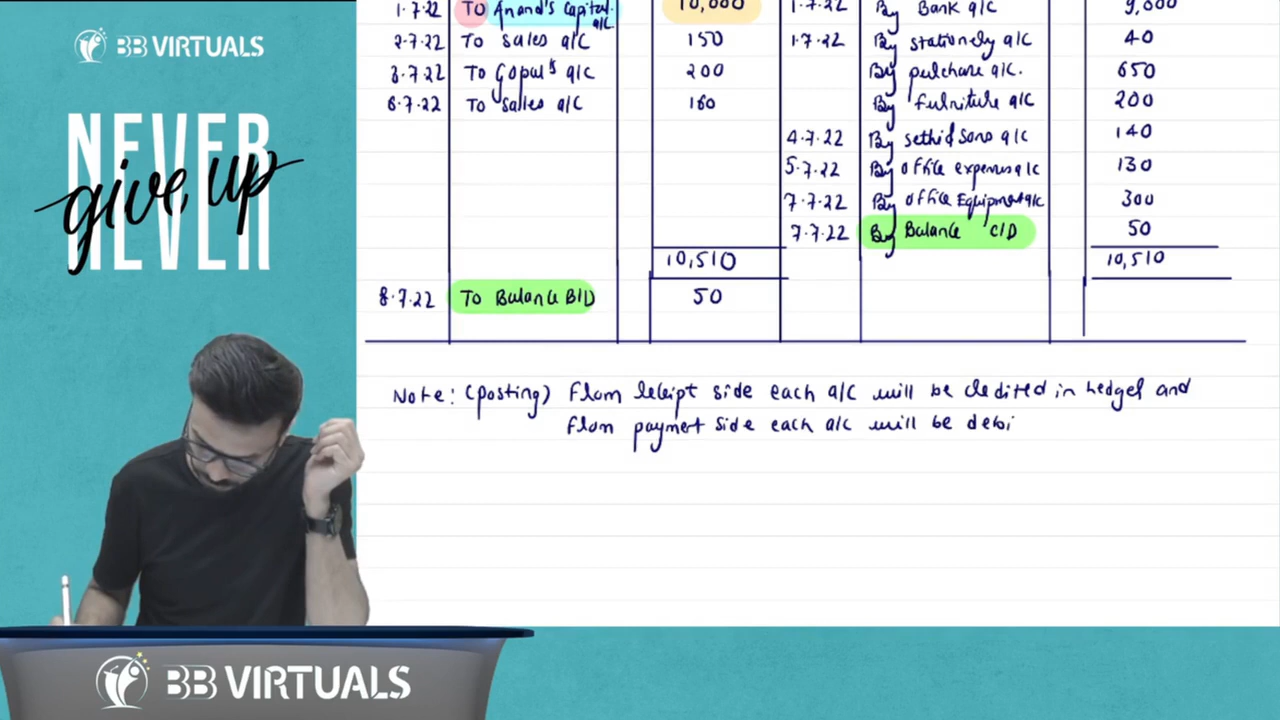 BB VIRTUALS
NEVER
give up
NEVER
1.7.22 To Anand's Capital a/c 10,000 1.7.22 By Bank a/c 9,000
2.7.22 To Sales a/c 150 1.7.22 By Stationery a/c 40
3.7.22 To Gopal's a/c 200 By purchase a/c. 650
6.7.22 To Sales a/c 160 By furniture a/c 200
4.7.22 By Sethi & Sons a/c 140
5.7.22 By office expenses a/c 130
7.7.22 By office Equipment a/c 300
7.7.22 By Balance C/D 50
10,510 10,510
8.7.22 To Balance B/D 50
Note: (posting) From receipt side each a/c will be credited in ledger and
from payment side each a/c will be debi
BB VIRTUALS